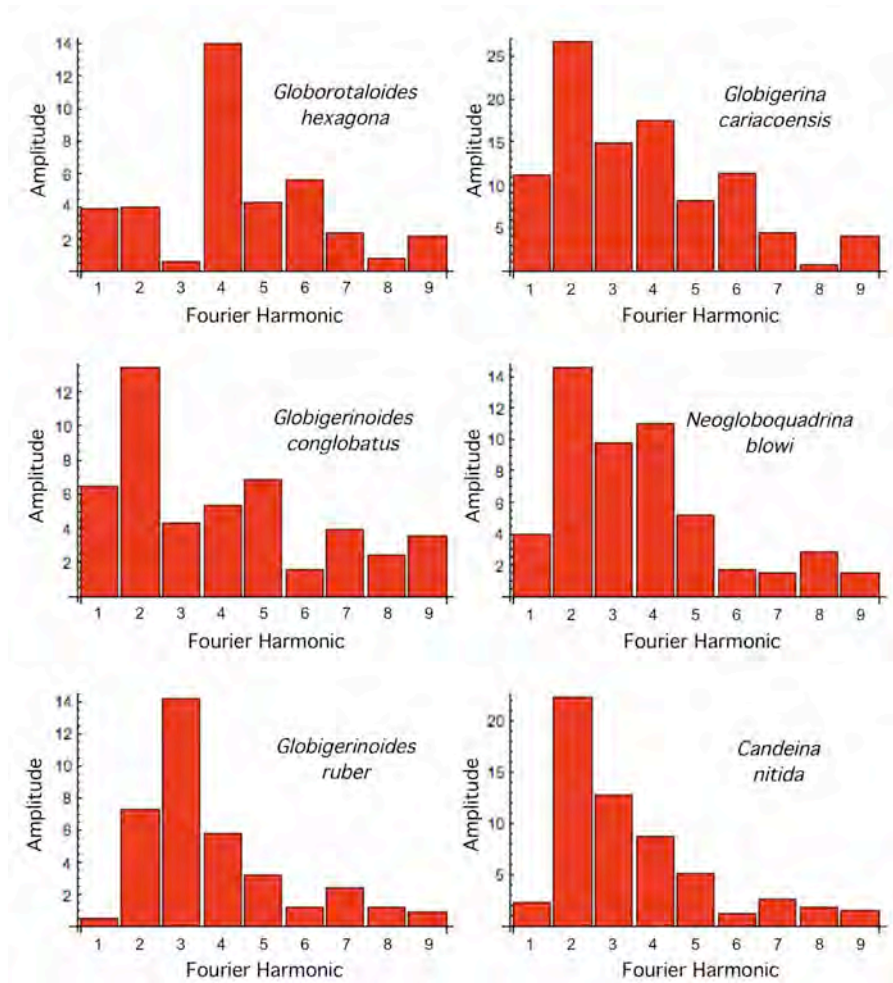 14
12
10
8
6
4
2
Amplitude
Globorotaloides
hexagona
1 2 3 4 5 6 7 8 9
Fourier Harmonic
25
20
15
10
5
Amplitude
Globigerina
cariacoensis
1 2 3 4 5 6 7 8 9
Fourier Harmonic
12
10
8
6
4
2
Amplitude
Globigerinoides
conglobatus
1 2 3 4 5 6 7 8 9
Fourier Harmonic
14
12
10
8
6
4
2
Amplitude
Neogloboquadrina
blowi
1 2 3 4 5 6 7 8 9
Fourier Harmonic
14
12
10
8
6
4
2
Amplitude
Globigerinoides
ruber
1 2 3 4 5 6 7 8 9
Fourier Harmonic
20
15
10
5
Amplitude
Candeina
nitida
1 2 3 4 5 6 7 8 9
Fourier Harmonic